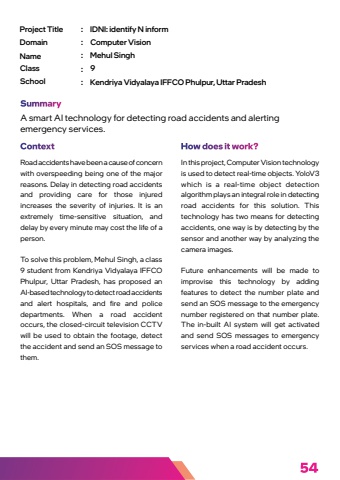 Project Title : IDNI: identify N inform
Domain : Computer Vision
Name : Mehul Singh
Class : 9
School : Kendriya Vidyalaya IFFCO Phulpur, Uttar Pradesh
Summary
A smart AI technology for detecting road accidents and alerting
emergency services.
Context
Road accidents have been a cause of concern
with overspeeding being one of the major
reasons. Delay in detecting road accidents
and providing care for those injured
increases the severity of injuries. It is an
extremely time-sensitive situation, and
delay by every minute may cost the life of a
person.
To solve this problem, Mehul Singh, a class
9 student from Kendriya Vidyalaya IFFCO
Phulpur, Uttar Pradesh, has proposed an
AI-based technology to detect road accidents
and alert hospitals, and fire and police
departments. When a road accident
occurs, the closed-circuit television CCTV
will be used to obtain the footage, detect
the accident and send an SOS message to
them.
How does it work?
In this project, Computer Vision technology
is used to detect real-time objects. YoloV3
which is a real-time object detection
algorithm plays an integral role in detecting
road accidents for this solution. This
technology has two means for detecting
accidents, one way is by detecting by the
sensor and another way by analyzing the
camera images.
Future enhancements will be made to
improvise this technology by adding
features to detect the number plate and
send an SOS message to the emergency
number registered on that number plate.
The in-built AI system will get activated
and send SOS messages to emergency
services when a road accident occurs.
54